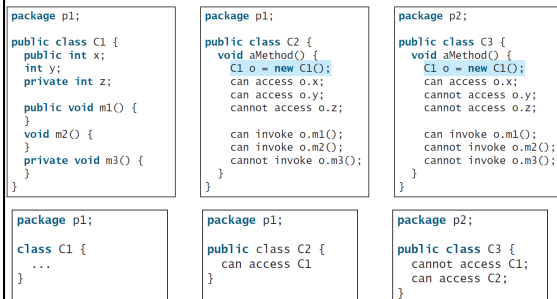 package p1;
public class C1 {
public int x;
int y;
private int z;
public void m1() {
}
void m2() {
}
private void m3() {
}
}
package p1;
public class C2 {
void aMethod() {
C1 o = new C1();
can access o.x;
can access o.y;
cannot access o.z;
can invoke o.m1();
can invoke o.m2();
cannot invoke o.m3();
}
}
package p2;
public class C3 {
void aMethod() {
C1 o = new C1();
can access o.x;
cannot access o.y;
cannot access o.z;
can invoke o.m1();
cannot invoke o.m2();
cannot invoke o.m3();
}
}
package p1;
class C1 {
...
}
package p1;
public class C2 {
can access C1
}
package p2;
public class C3 {
cannot access C1;
can access C2;
}